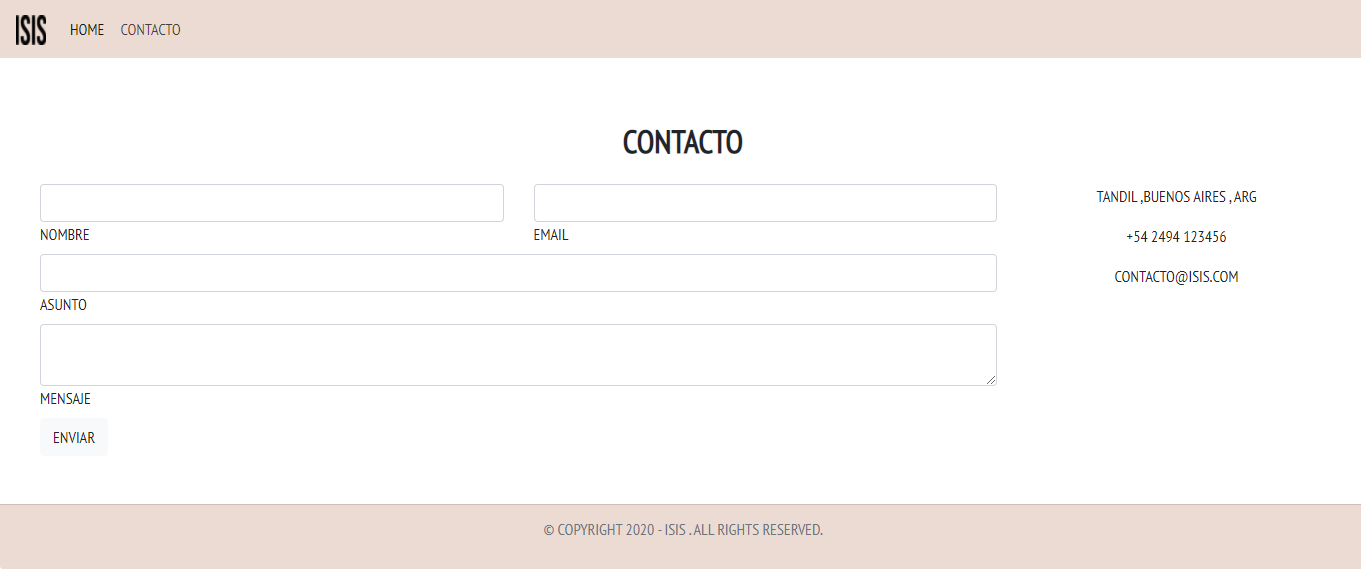 ISIS HOME CONTACTO
CONTACTO
NOMBRE EMAIL
ASUNTO
MENSAJE
ENVIAR
TANDIL ,BUENOS AIRES , ARG
+54 2494 123456
CONTACTO@ISIS.COM
© COPYRIGHT 2020 - ISIS . ALL RIGHTS RESERVED.